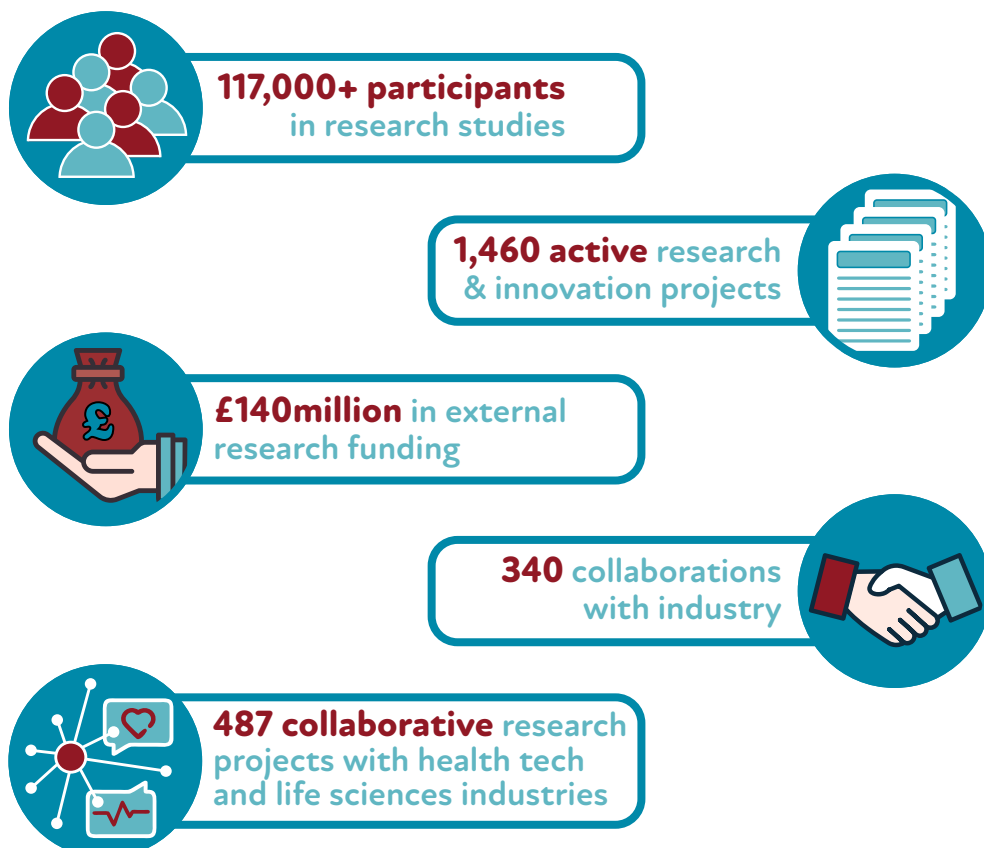 117,000+ participants
in research studies
1,460 active research
& innovation projects
£
£140million in external
research funding
340 collaborations
with industry
487 collaborative research
projects with health tech
and life sciences industries